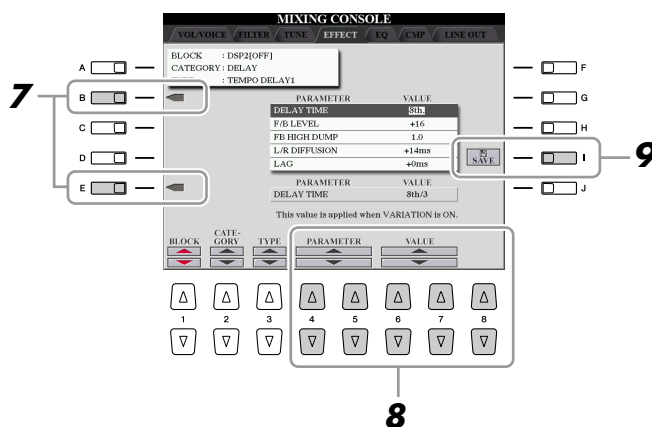 MIXING CONSOLE
VOL/VOICE FILTER TUNE EFFECT EQ CMP LINE OUT
BLOCK : DSP2[OFF]
CATEGORY : DELAY
: TEMPO DELAY1
A
B
C
D
E
F
G
H
I
J
7
9
PARAMETER VALUE
DELAY TIME 8th.
F/B LEVEL +16
FB HIGH DUMP 1.0
L/R DIFFUSION +14ms
LAG +0ms
SAVE
PARAMETER VALUE
DELAY TIME 8th/3
This value is applied when VARIATION is ON.
BLOCK CATE-GORY TYPE PARAMETER VALUE
1 2 3 4 5 6 7 8
8